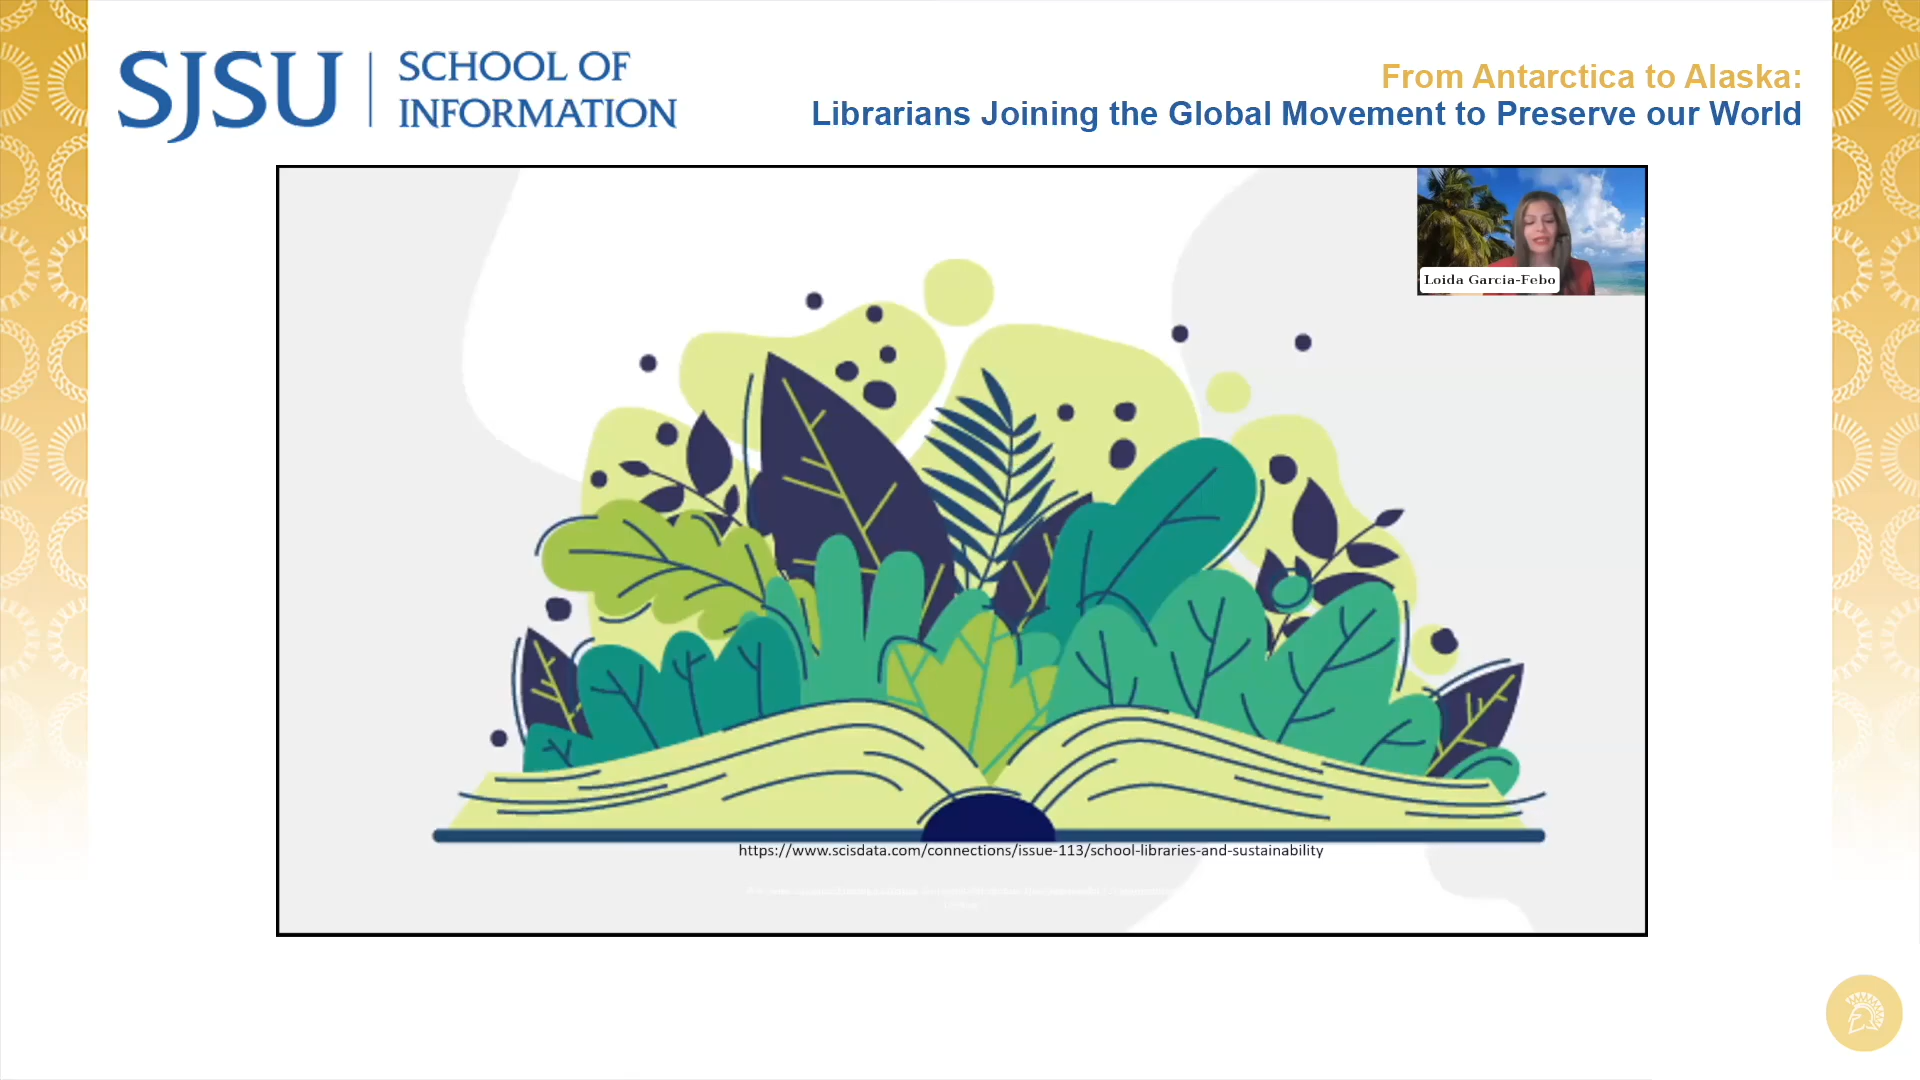 SJSU
SCHOOL OF
INFORMATION
From Antarctica to Alaska:
Librarians Joining the Global Movement to Preserve our World
Loida Garcia-Febo
https://www.scisdata.com/connections/issue-113/school-libraries-and-sustainability